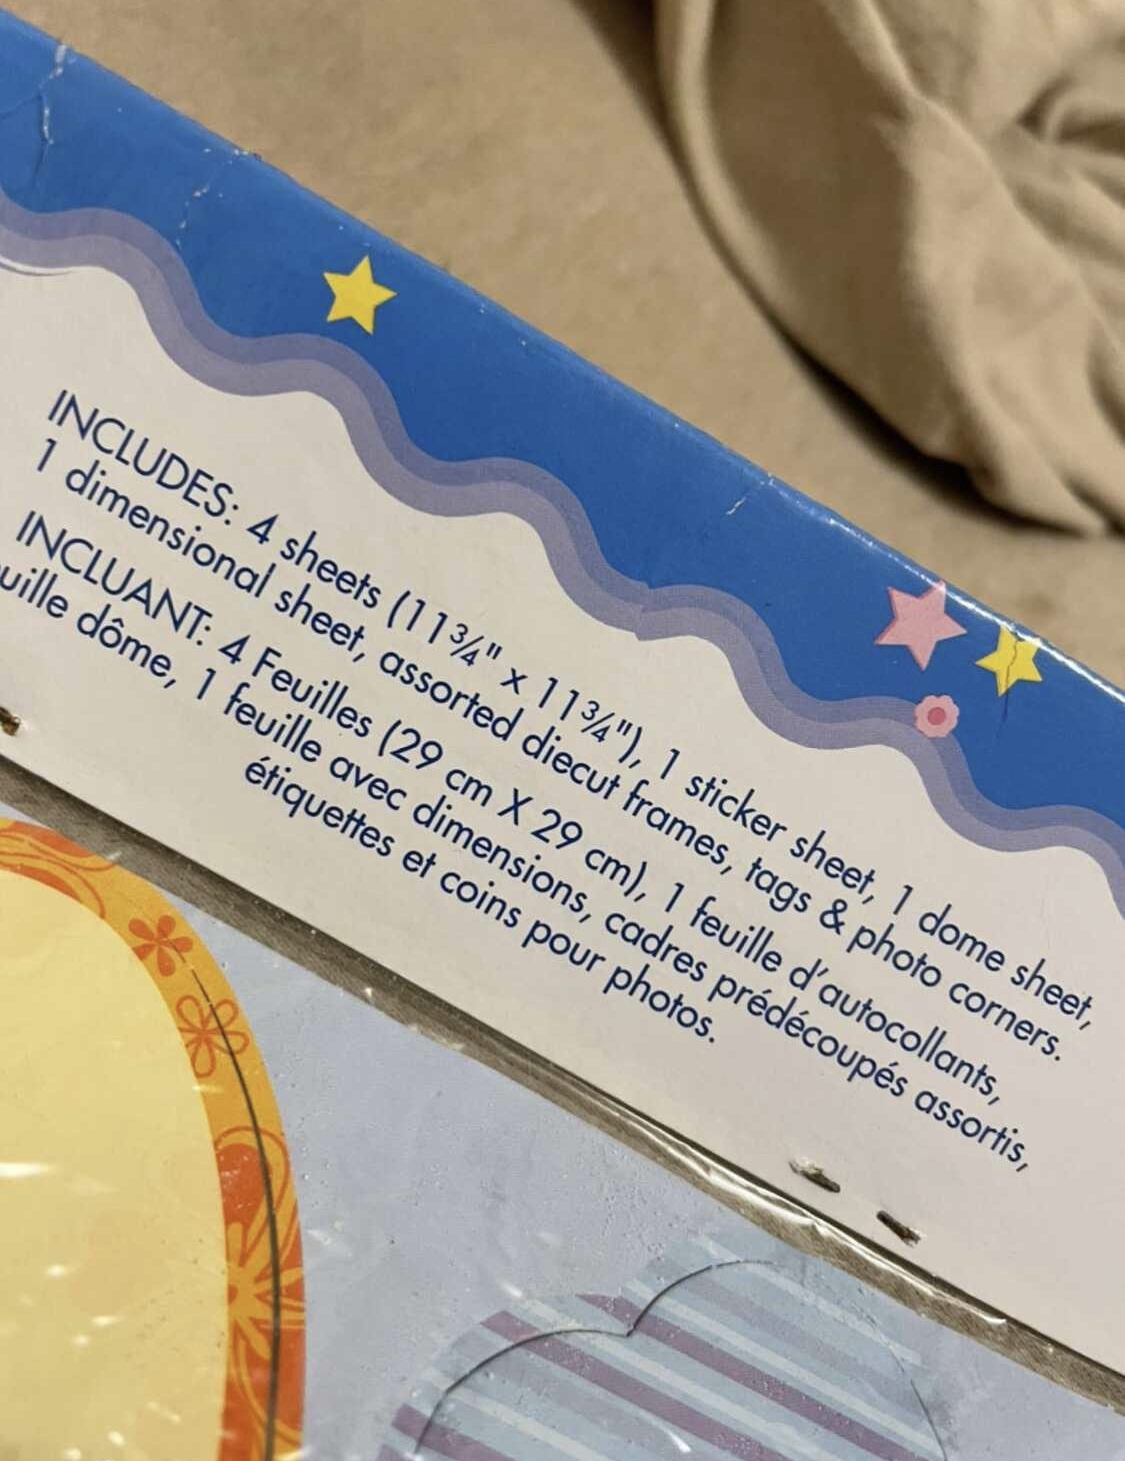 INCLUDES: 4 sheets (11¾" x 11¾"), 1 sticker sheet, 1 dome sheet,
1 dimensional sheet, assorted diecut frames, tags & photo corners.
INCLUANT: 4 Feuilles (29 cm X 29 cm), 1 feuille d'autocollants,
uille dôme, 1 feuille avec dimensions, cadres prédécoupés assortis,
étiquettes et coins pour photos.